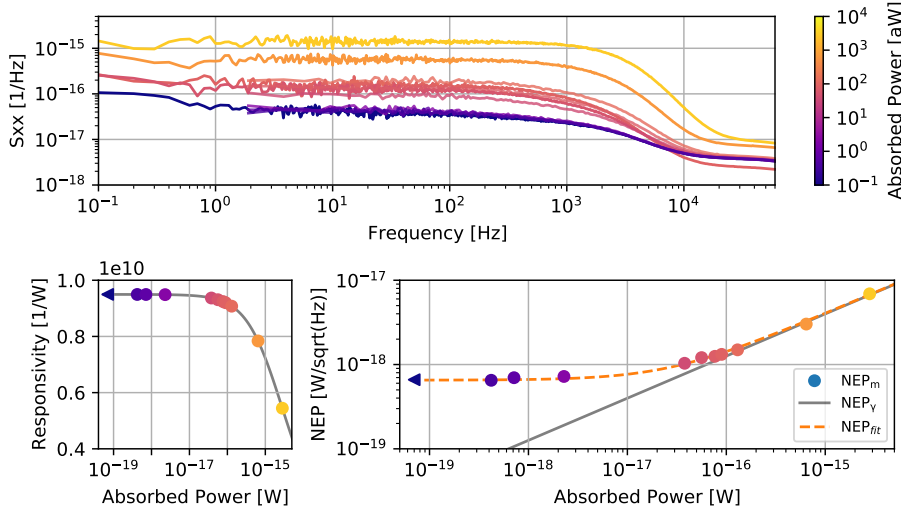 Sxx [1/Hz]
10^-15
10^-16
10^-17
10^-18
10^-1 10^0 10^1 10^2 10^3 10^4
Frequency [Hz]
10^4
10^3
10^2
10^1
10^0
10^-1
Absorbed Power [aW]
1e10
Responsivity [1/W]
1.0
0.8
0.6
0.4
10^-19 10^-17 10^-15
Absorbed Power [W]
NEP [W/sqrt(Hz)]
10^-17
10^-18
10^-19
10^-19 10^-18 10^-17 10^-16 10^-15
Absorbed Power [W]
NEP_m
NEP_γ
NEP_fit